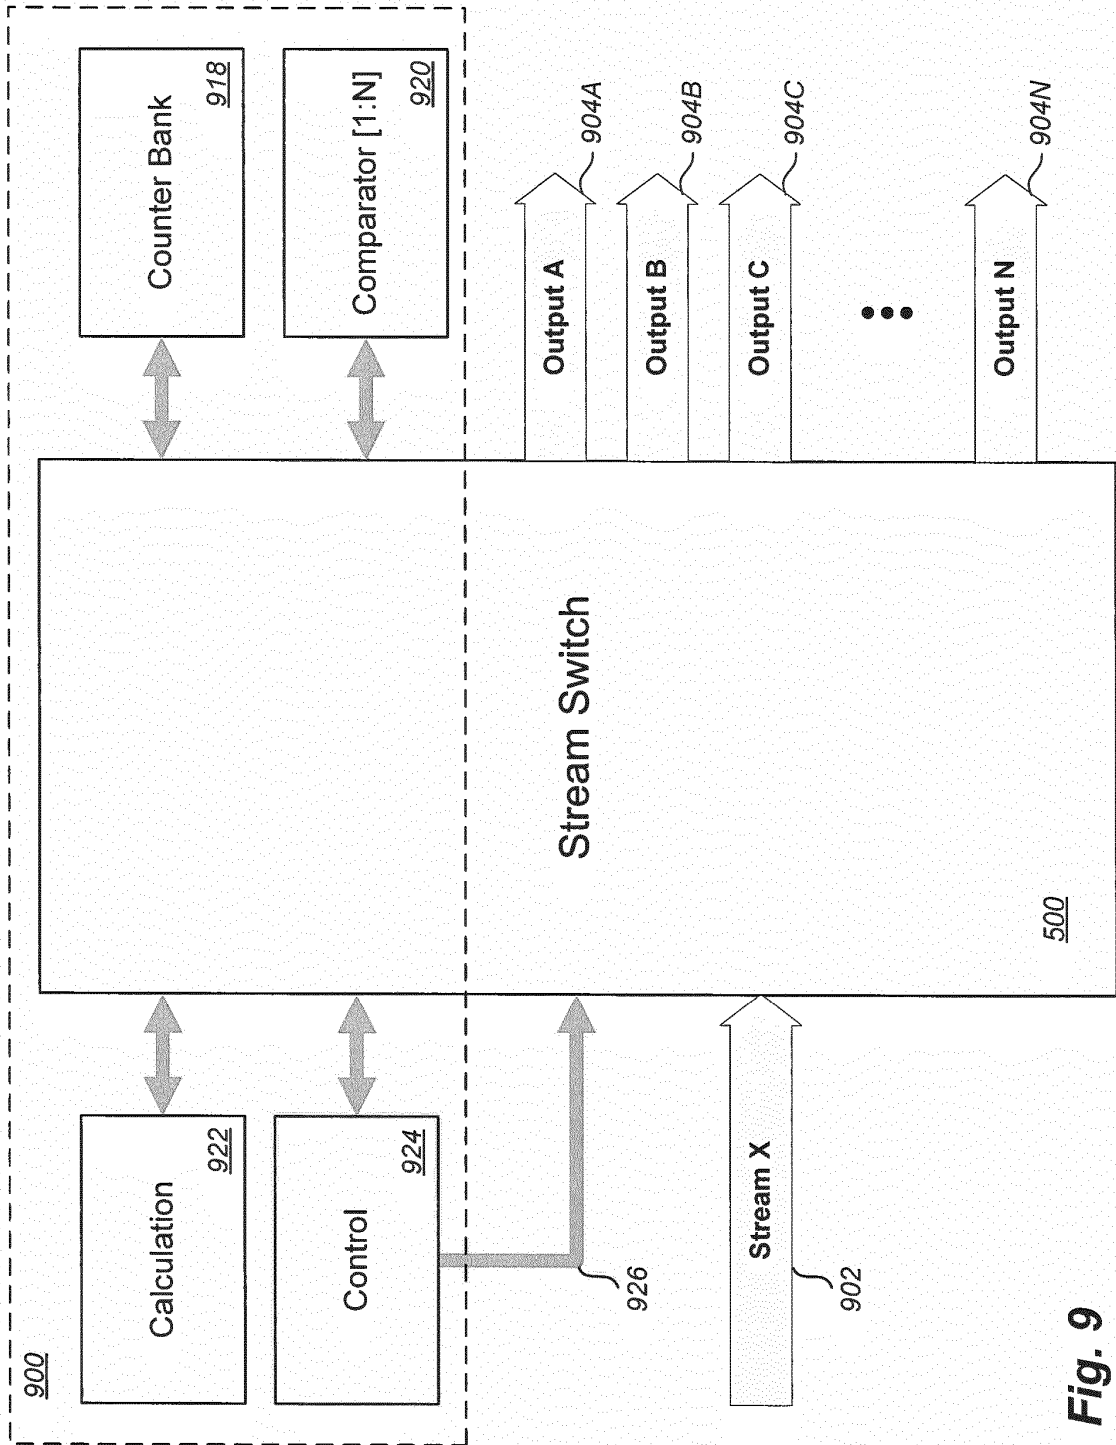 900
Calculation
922
Control
924
926
Counter Bank
918
Comparator [1:N]
920
Stream Switch
500
Stream X
902
Output A
904A
Output B
904B
Output C
904C
Output N
904N
Fig. 9